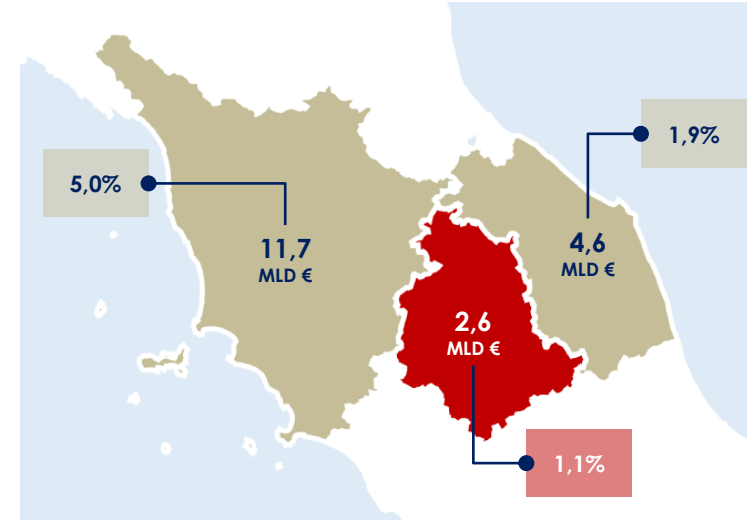 1,9%
5,0%
11,7
MLD €
4,6
MLD €
2,6
MLD €
1,1%